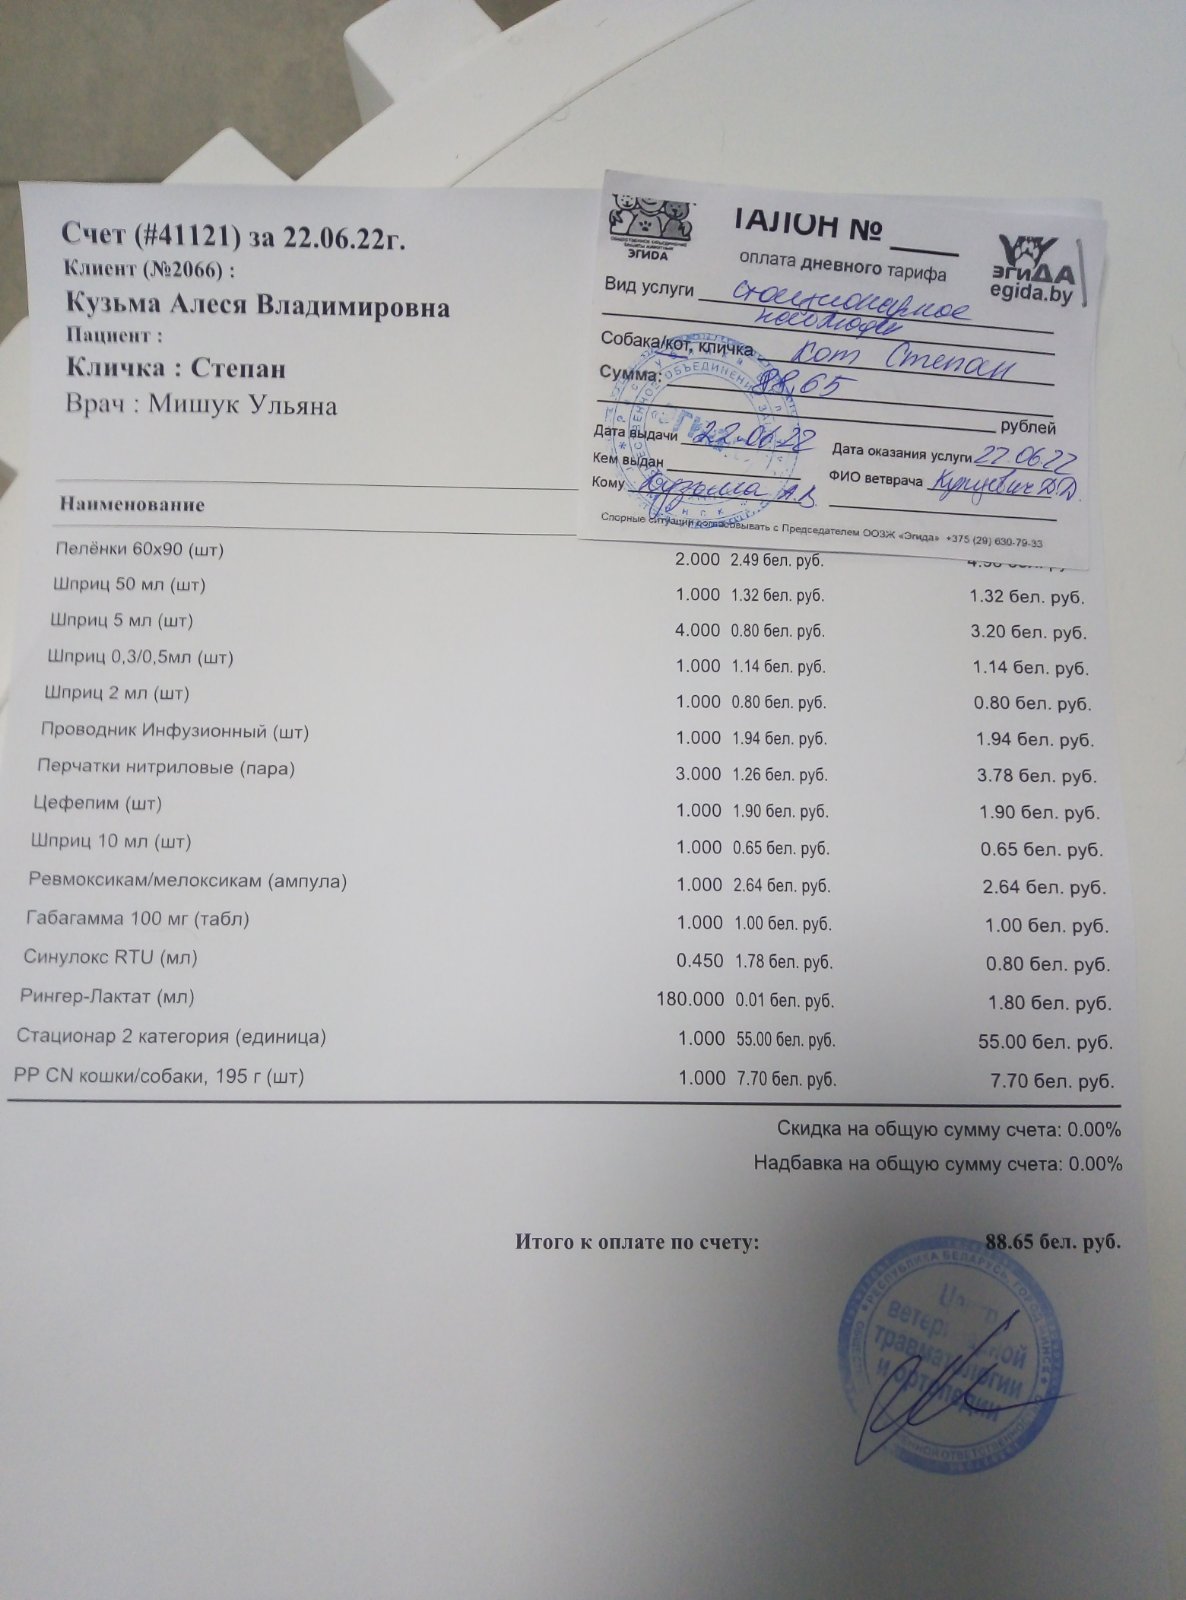 Счет (#41121) за 22.06.22г.
Клиент (№2066) :
Кузьма Алеся Владимировна
Пациент :
Кличка : Степан
Врач : Мишук Ульяна
ЭГИДА
ТАЛОН №
оплата дневного тарифа
эгиДА
egida.by
Вид услуги стационарное
Собака/кот, кличка Кот Степан
Сумма: 88,65
рублей
Дата выдачи 22.06.22 Дата оказания услуги 22.06.22
Кем выдан ФИО ветврача
Кому Кузьма А.В.
Спорные ситуации согласовывать с Председателем ООЗЖ «Эгида» +375 (29) 630-79-33
Наименование
Пелёнки 60x90 (шт) 2.000 2.49 бел. руб.
Шприц 50 мл (шт) 1.000 1.32 бел. руб. 1.32 бел. руб.
Шприц 5 мл (шт) 4.000 0.80 бел. руб. 3.20 бел. руб.
Шприц 0,3/0,5мл (шт) 1.000 1.14 бел. руб. 1.14 бел. руб.
Шприц 2 мл (шт) 1.000 0.80 бел. руб. 0.80 бел. руб.
Проводник Инфузионный (шт) 1.000 1.94 бел. руб. 1.94 бел. руб.
Перчатки нитриловые (пара) 3.000 1.26 бел. руб. 3.78 бел. руб.
Цефепим (шт) 1.000 1.90 бел. руб. 1.90 бел. руб.
Шприц 10 мл (шт) 1.000 0.65 бел. руб. 0.65 бел. руб.
Ревмоксикам/мелоксикам (ампула) 1.000 2.64 бел. руб. 2.64 бел. руб.
Габагамма 100 мг (табл) 1.000 1.00 бел. руб. 1.00 бел. руб.
Синулокс RTU (мл) 0.450 1.78 бел. руб. 0.80 бел. руб.
Рингер-Лактат (мл) 180.000 0.01 бел. руб. 1.80 бел. руб.
Стационар 2 категория (единица) 1.000 55.00 бел. руб. 55.00 бел. руб.
PP CN кошки/собаки, 195 г (шт) 1.000 7.70 бел. руб. 7.70 бел. руб.
Скидка на общую сумму счета: 0.00%
Надбавка на общую сумму счета: 0.00%
Итого к оплате по счету: 88.65 бел. руб.
РЕСПУБЛИКА БЕЛАРУСЬ, ГОРОД МИНСК
Центр
ветеринарной
травматологии
и ортопедии